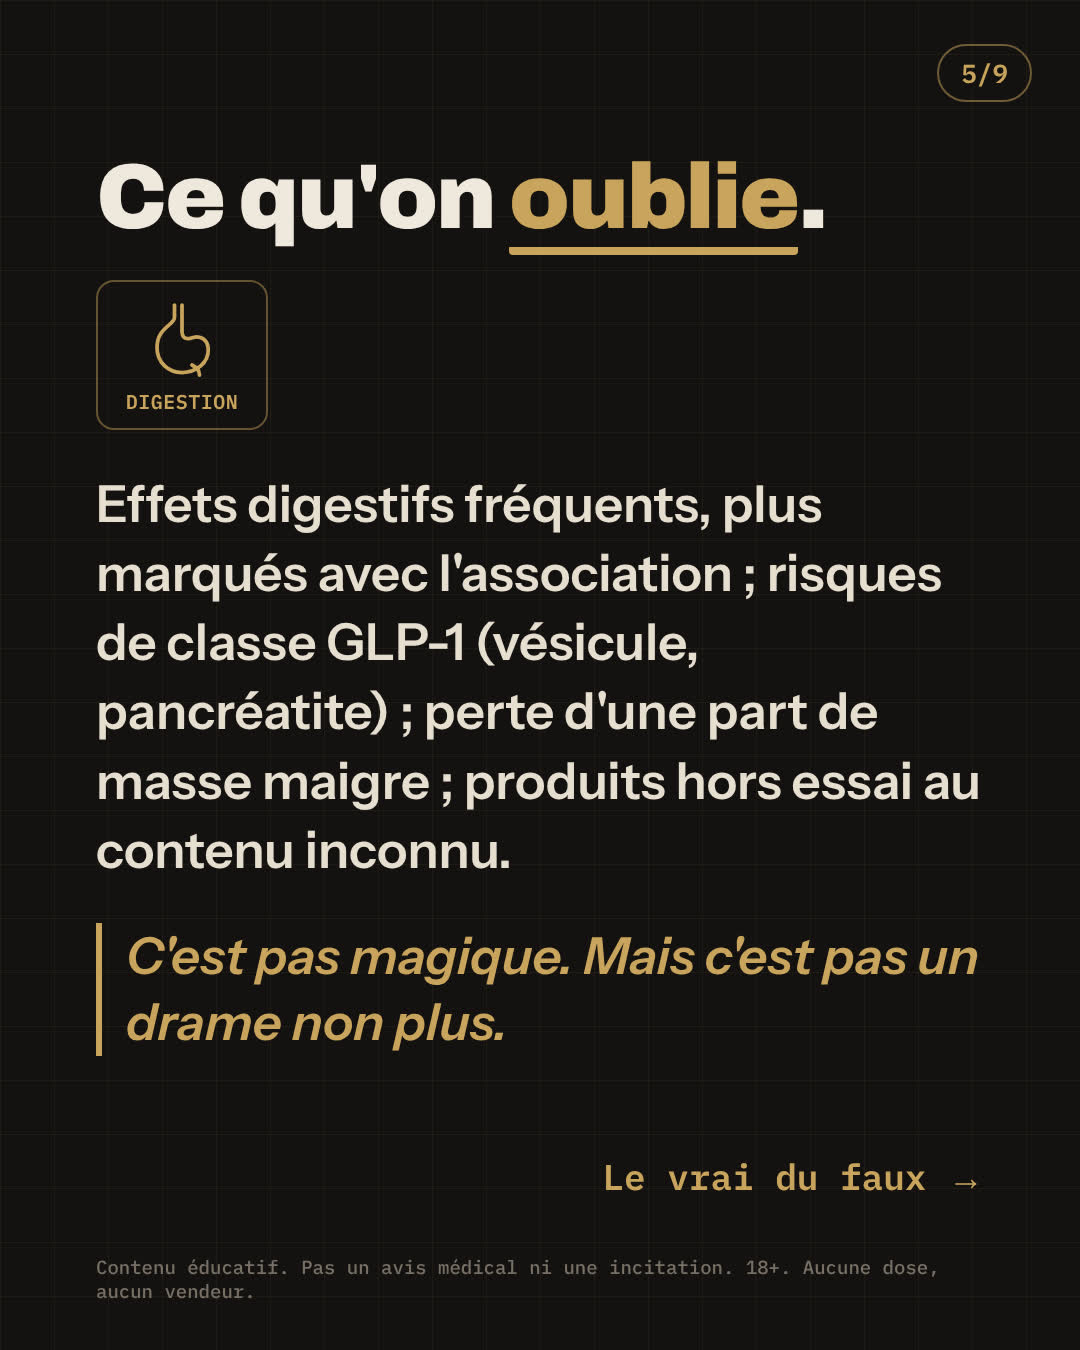 5/9
Ce qu'on oublie.
DIGESTION
Effets digestifs fréquents, plus
marqués avec l'association ; risques
de classe GLP-1 (vésicule,
pancréatite) ; perte d'une part de
masse maigre ; produits hors essai au
contenu inconnu.
C'est pas magique. Mais c'est pas un
drame non plus.
Le vrai du faux →
Contenu éducatif. Pas un avis médical ni une incitation. 18+. Aucune dose,
aucun vendeur.